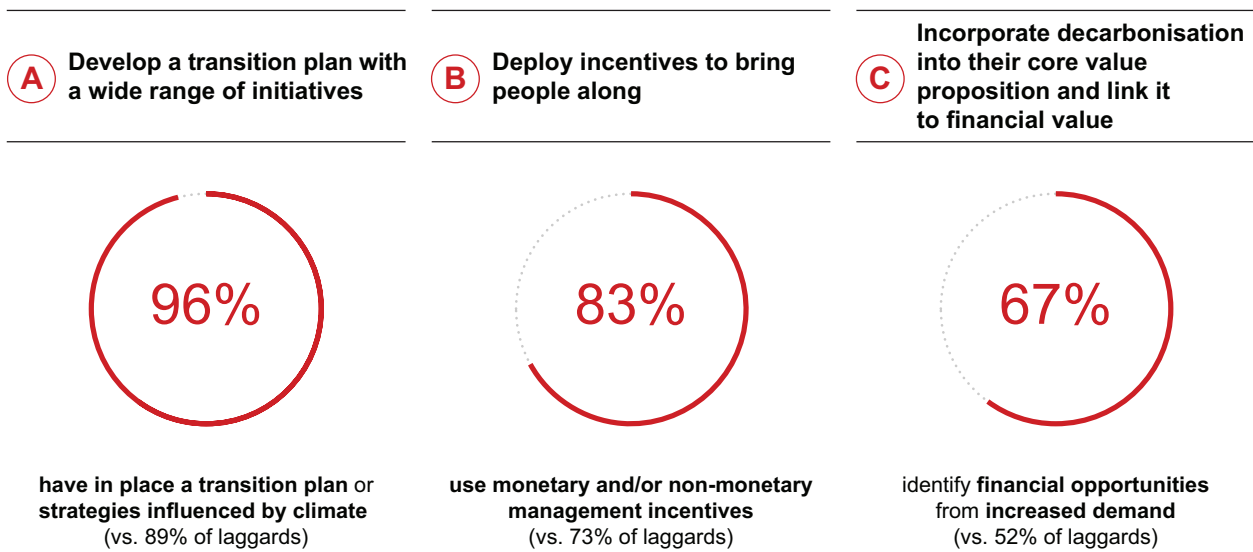 A
Develop a transition plan with
a wide range of initiatives
B
Deploy incentives to bring
people along
C
Incorporate decarbonisation
into their core value
proposition and link it
to financial value
96%
83%
67%
have in place a transition plan or
strategies influenced by climate
(vs. 89% of laggards)
use monetary and/or non-monetary
management incentives
(vs. 73% of laggards)
identify financial opportunities
from increased demand
(vs. 52% of laggards)